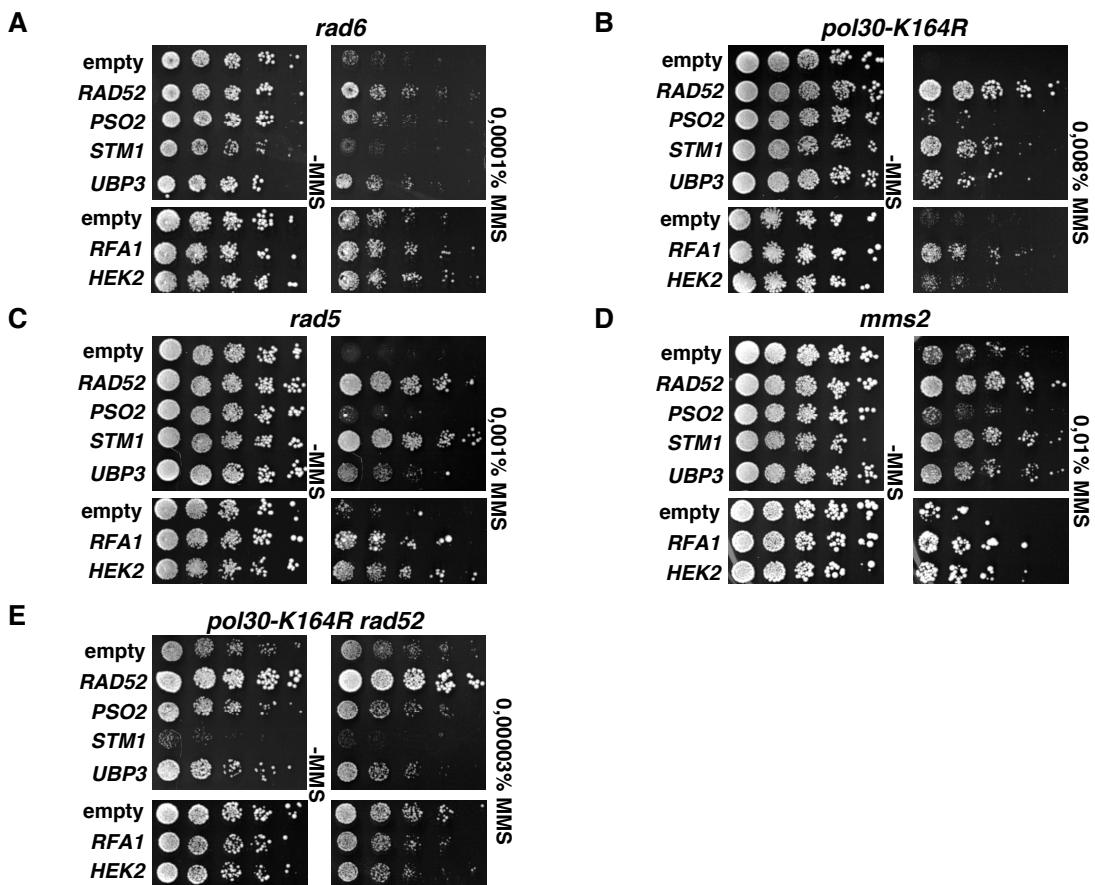 A
rad6
empty
RAD52
PSO2
STM1
UBP3
empty
RFA1
HEK2
-MMS
0,0001% MMS
B
pol30-K164R
empty
RAD52
PSO2
STM1
UBP3
empty
RFA1
HEK2
-MMS
0,008% MMS
C
rad5
empty
RAD52
PSO2
STM1
UBP3
empty
RFA1
HEK2
-MMS
0,001% MMS
D
mms2
empty
RAD52
PSO2
STM1
UBP3
empty
RFA1
HEK2
-MMS
0,01% MMS
E
pol30-K164R rad52
empty
RAD52
PSO2
STM1
UBP3
empty
RFA1
HEK2
-MMS
0,00003% MMS